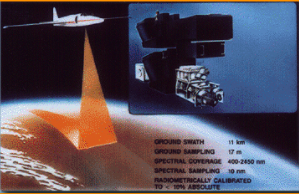 GROUND SWATH 11 km
GROUND SAMPLING 17 m
SPECTRAL COVERAGE 400-2450 nm
SPECTRAL SAMPLING 10 nm
RADIOMETRICALLY CALIBRATED
TO < 10% ABSOLUTE